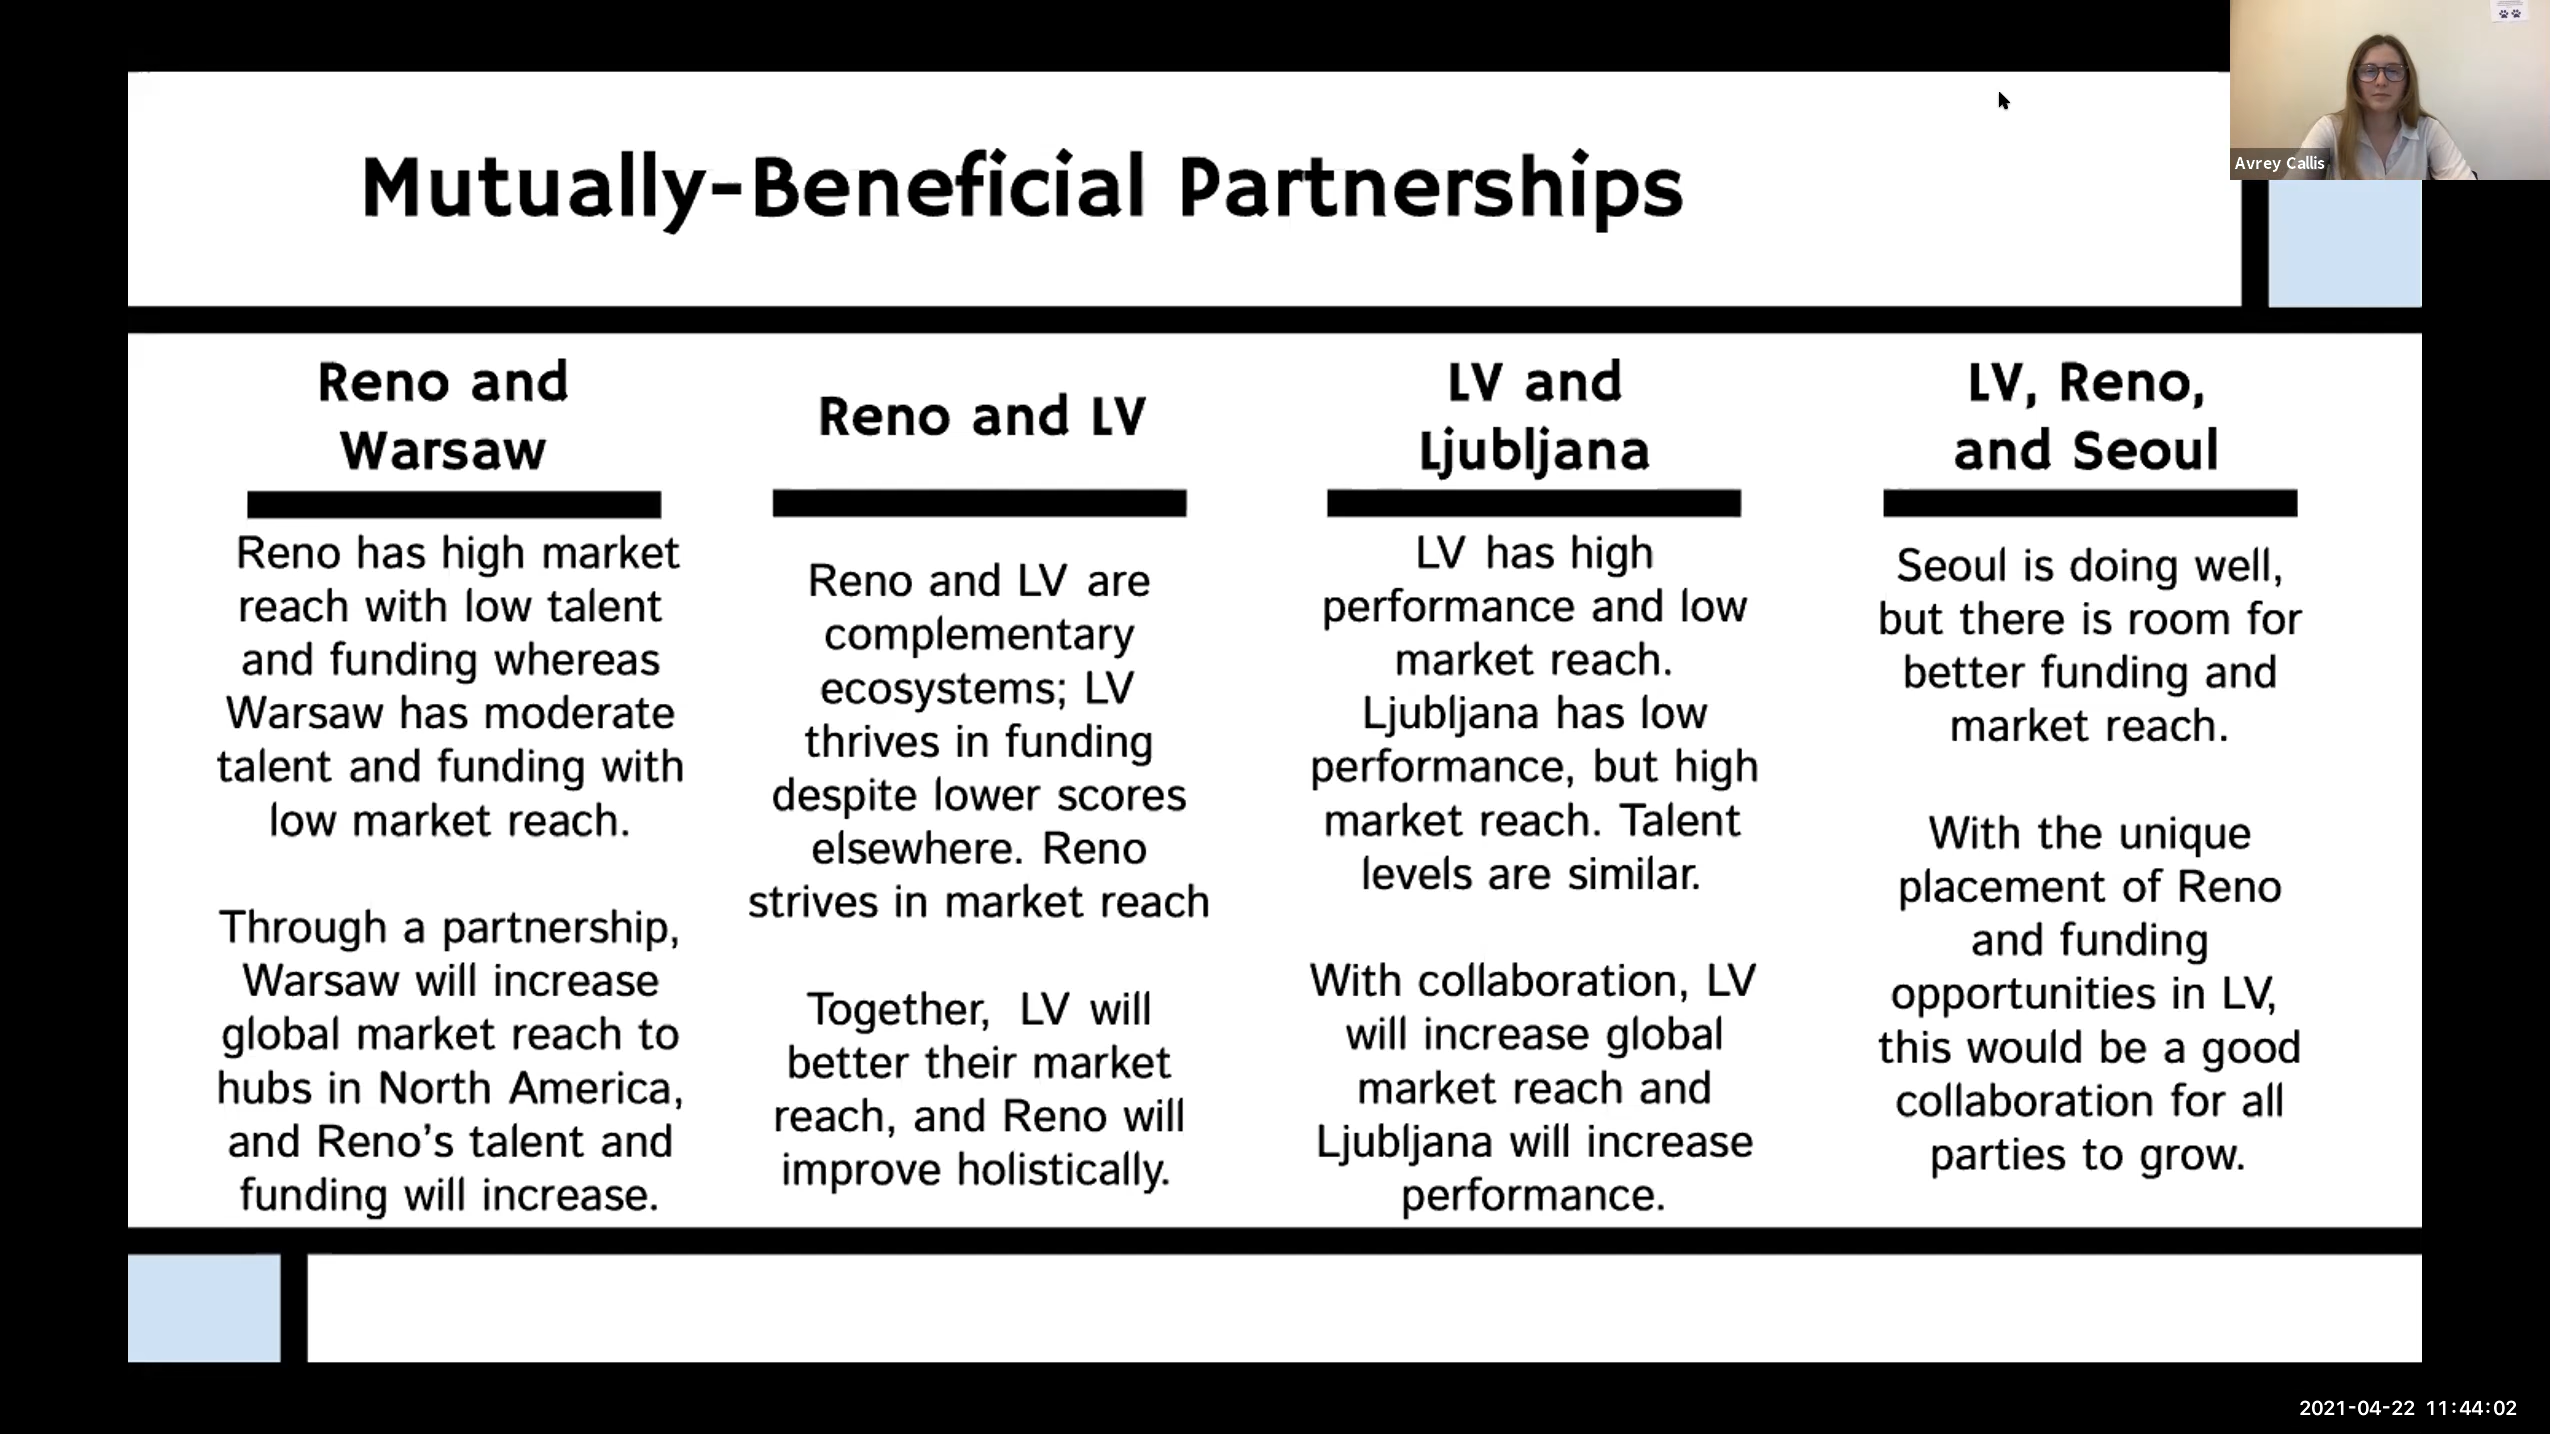 Avrey Callis
Mutually-Beneficial Partnerships
Reno and
Warsaw
Reno has high market
reach with low talent
and funding whereas
Warsaw has moderate
talent and funding with
low market reach.
Through a partnership,
Warsaw will increase
global market reach to
hubs in North America,
and Reno’s talent and
funding will increase.
Reno and LV
Reno and LV are
complementary
ecosystems; LV
thrives in funding
despite lower scores
elsewhere. Reno
strives in market reach
Together, LV will
better their market
reach, and Reno will
improve holistically.
LV and
Ljubljana
LV has high
performance and low
market reach.
Ljubljana has low
performance, but high
market reach. Talent
levels are similar.
With collaboration, LV
will increase global
market reach and
Ljubljana will increase
performance.
LV, Reno,
and Seoul
Seoul is doing well,
but there is room for
better funding and
market reach.
With the unique
placement of Reno
and funding
opportunities in LV,
this would be a good
collaboration for all
parties to grow.
2021-04-22 11:44:02